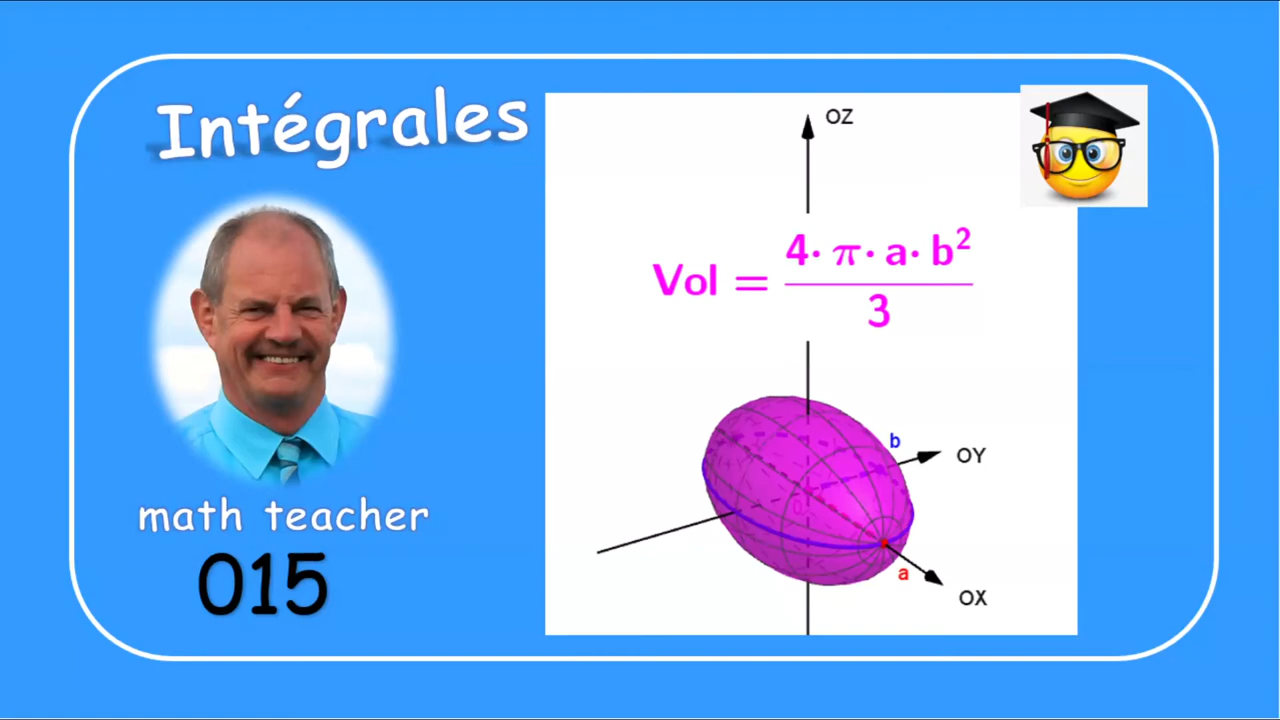 Intégrales
math teacher
015
OZ
Vol = 4· π· a· b² / 3
b
OY
a
OX